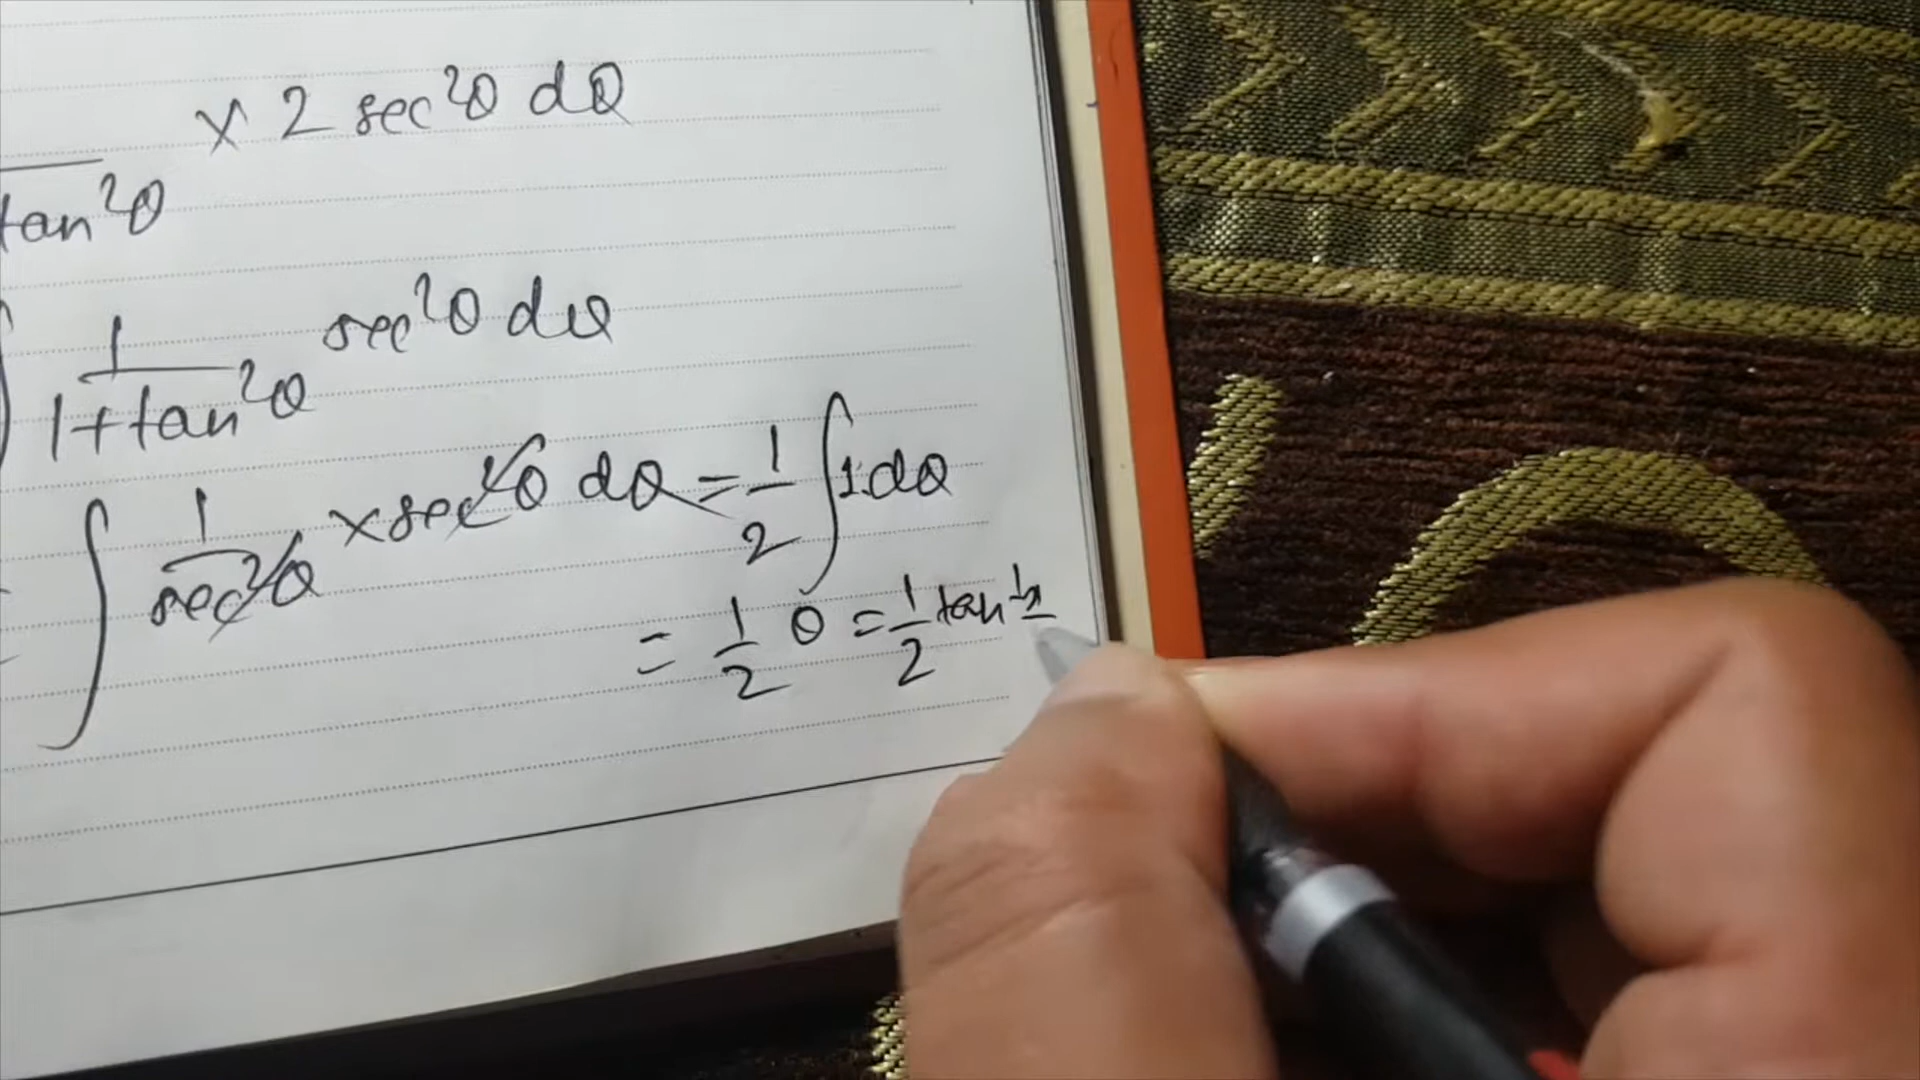 × 2 sec²θ dθ
tan²θ
1/(1+tan²θ) sec²θ dθ
= ∫ 1/sec²θ × sec²θ dθ = 1/2 ∫ 1.dθ
= 1/2 θ = 1/2 tan⁻¹ x